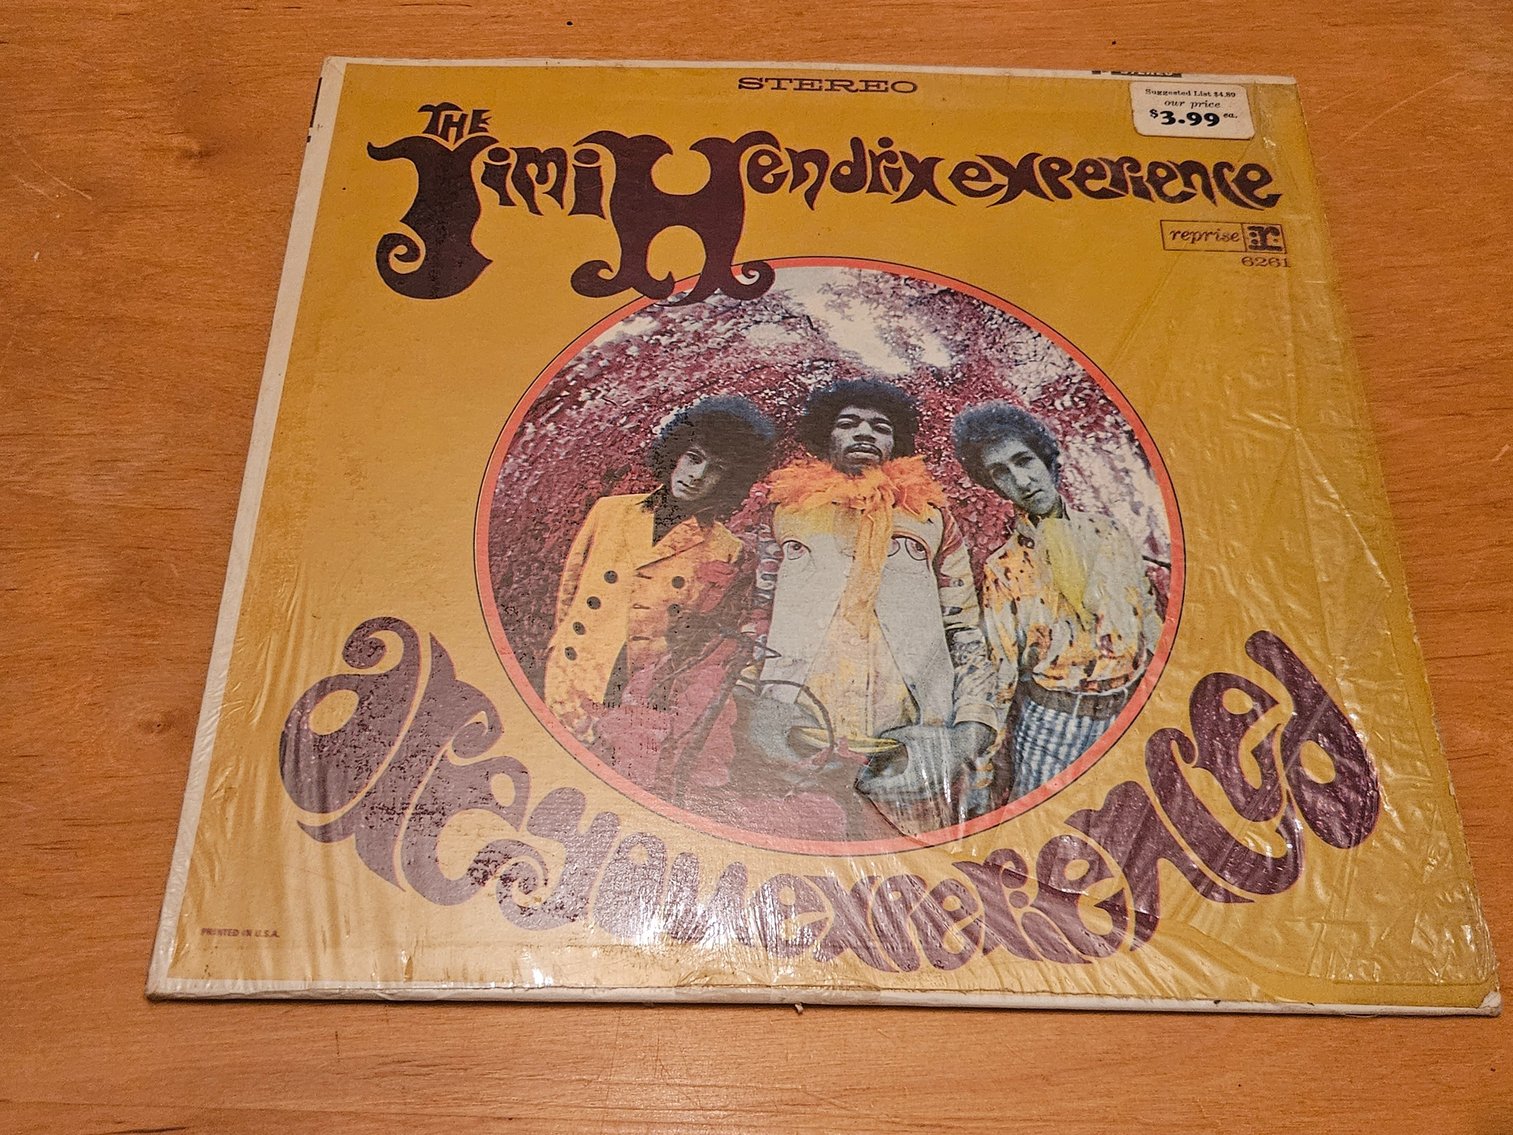 STEREO
STEREO
Suggested List $4.89
our price
$3.99 ea.
THE
Jimi Hendrix experience
reprise r
6261
are you experienced
PRINTED IN U.S.A.